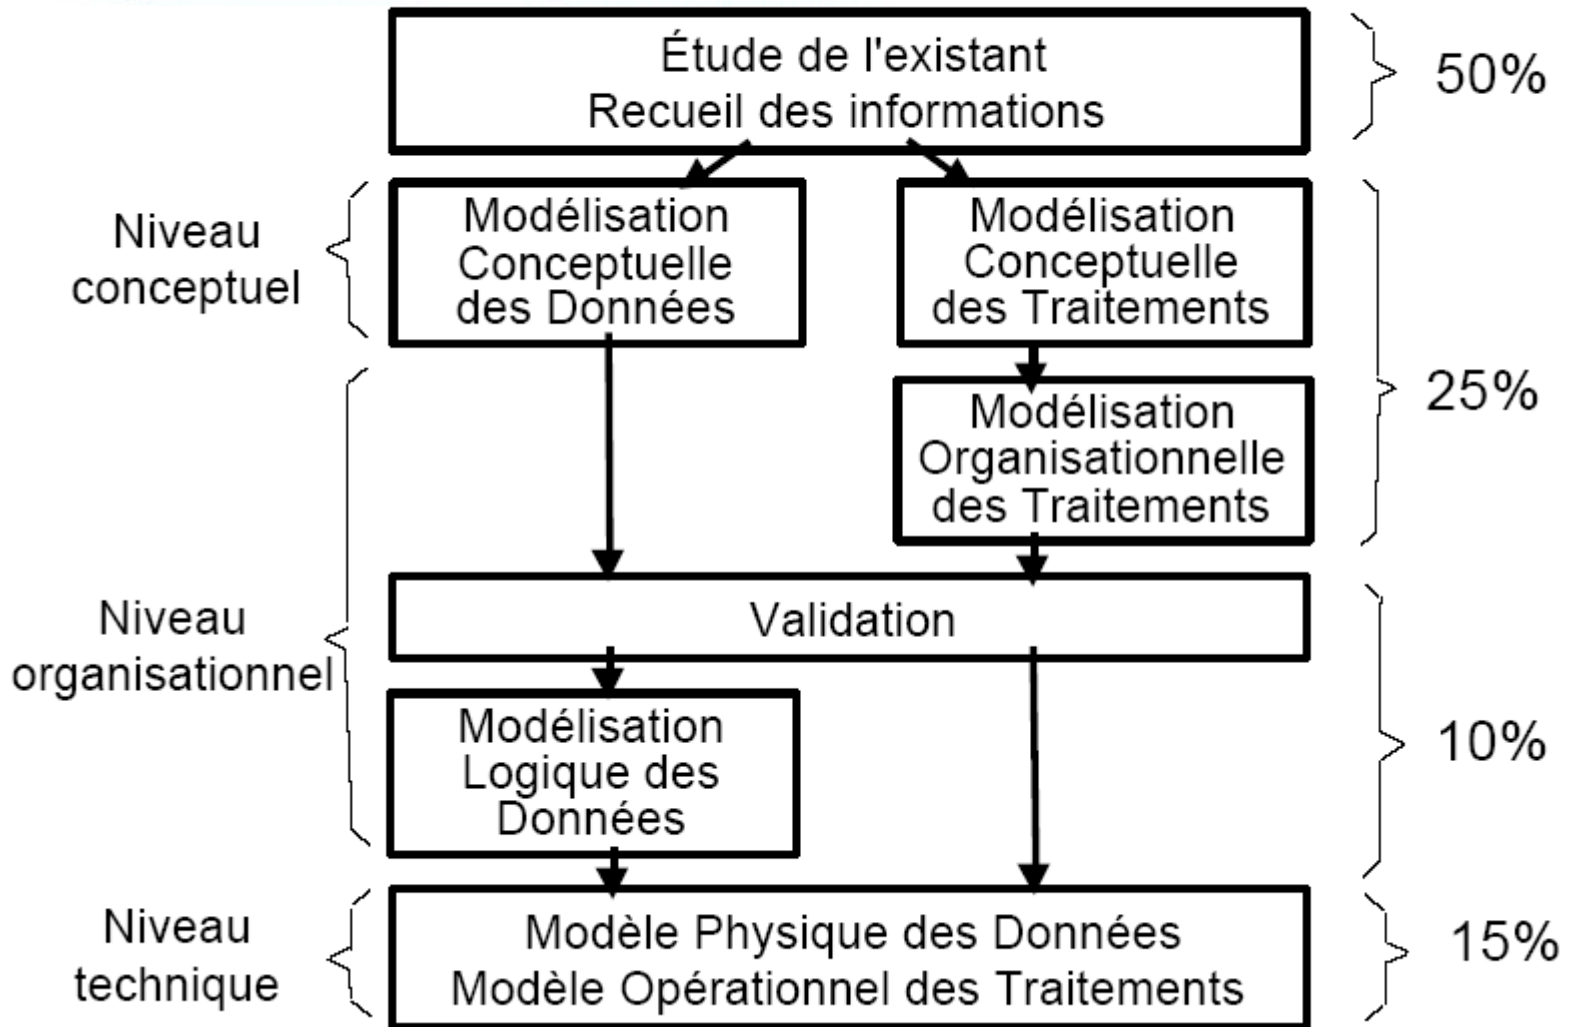 Étude de l'existant
Recueil des informations
50%
Niveau
conceptuel
Modélisation
Conceptuelle
des Données
Modélisation
Conceptuelle
des Traitements
25%
Modélisation
Organisationnelle
des Traitements
Niveau
organisationnel
Validation
Modélisation
Logique des
Données
10%
Niveau
technique
Modèle Physique des Données
Modèle Opérationnel des Traitements
15%